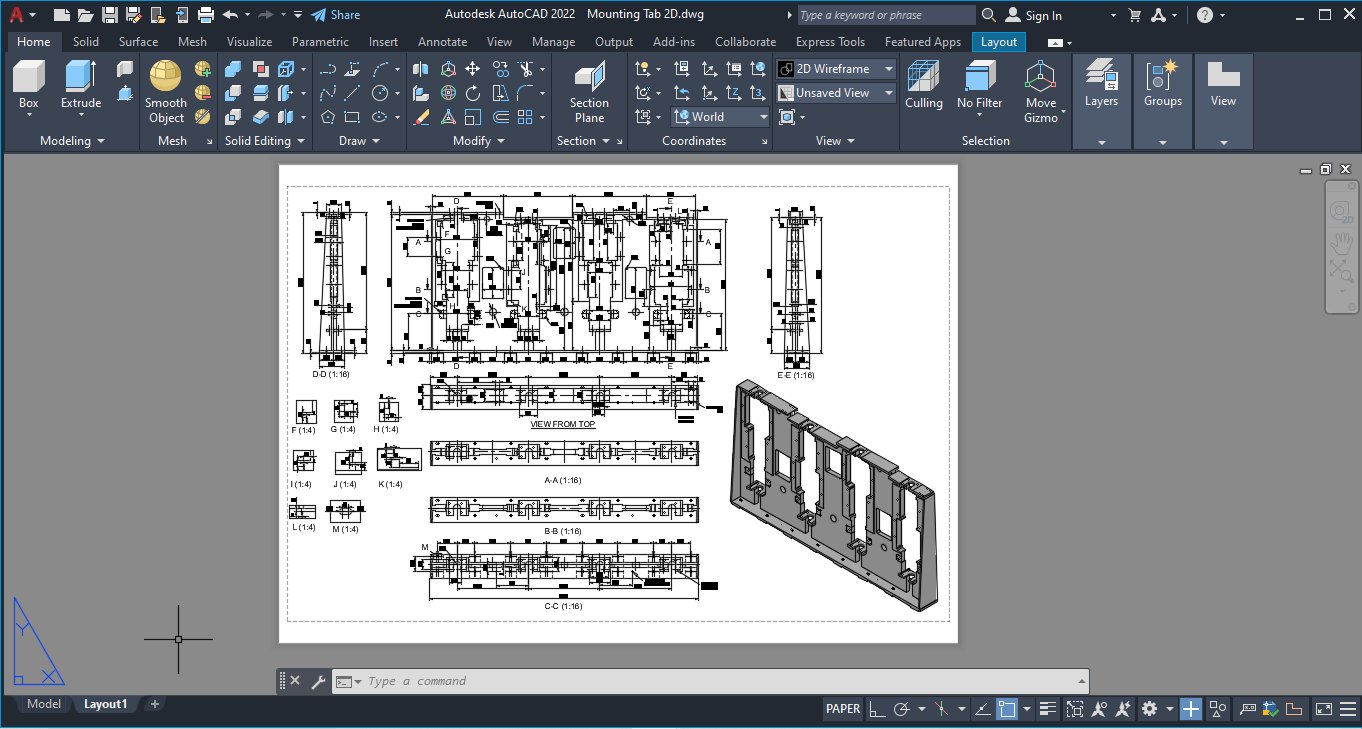 Share
Autodesk AutoCAD 2022 Mounting Tab 2D.dwg
Type a keyword or phrase
Sign In
Home Solid Surface Mesh Visualize Parametric Insert Annotate View Manage Output Add-ins Collaborate Express Tools Featured Apps Layout
Box
Extrude
Smooth
Object
Section
Plane
2D Wireframe
Unsaved View
World
Culling
No Filter
Move
Gizmo
Layers
Groups
View
Modeling
Mesh
Solid Editing
Draw
Modify
Section
Coordinates
View
Selection
2D
D E
F
A A
G
J
B B
H K
C C
D E
D-D (1:16)
E-E (1:16)
F (1:4) G (1:4) H (1:4)
VIEW FROM TOP
I (1:4) J (1:4) K (1:4)
A-A (1:16)
L (1:4) M (1:4)
B-B (1:16)
M
C-C (1:16)
Y
X
Type a command
Model Layout1 +
PAPER